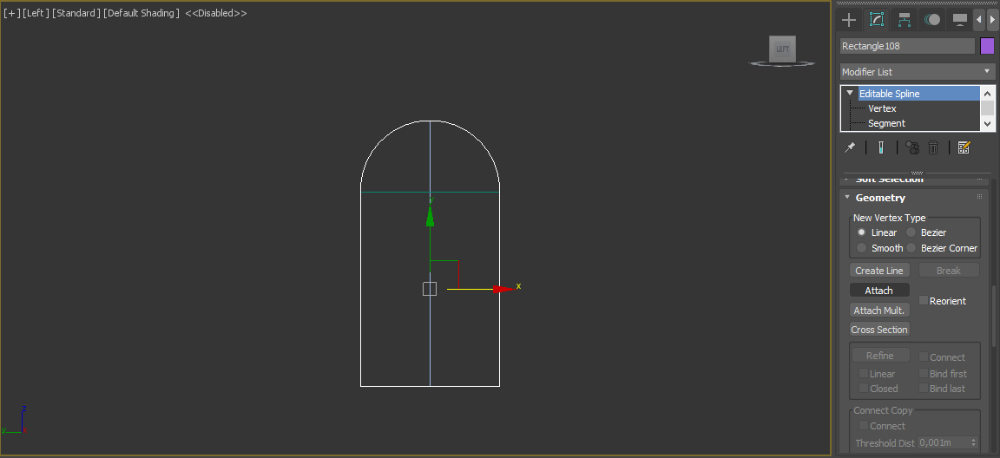 [+] [Left] [Standard] [Default Shading] <<Disabled>>
LEFT
y
x
z
y
x
Rectangle108
Modifier List
Editable Spline
Vertex
Segment
Soft Selection
Geometry
New Vertex Type
Linear Bezier
Smooth Bezier Corner
Create Line Break
Attach
Reorient
Attach Mult.
Cross Section
Refine Connect
Linear Bind first
Closed Bind last
Connect Copy
Connect
Threshold Dist 0,001m